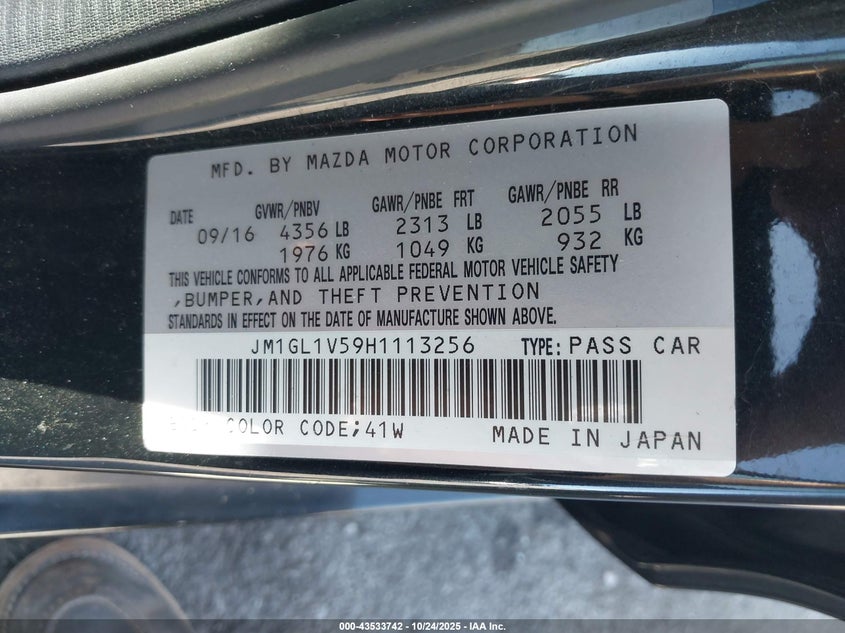 MFD. BY MAZDA MOTOR CORPORATION
DATE GVWR/PNBV GAWR/PNBE FRT GAWR/PNBE RR
09/16 4356 LB 2313 LB 2055 LB
1976 KG 1049 KG 932 KG
THIS VEHICLE CONFORMS TO ALL APPLICABLE FEDERAL MOTOR VEHICLE SAFETY
,BUMPER,AND THEFT PREVENTION
STANDARDS IN EFFECT ON THE DATE OF MANUFACTURE SHOWN ABOVE.
JM1GL1V59H1113256 TYPE: PASS CAR
COLOR CODE;41W MADE IN JAPAN
000-43533742 - 10/24/2025 - IAA Inc.